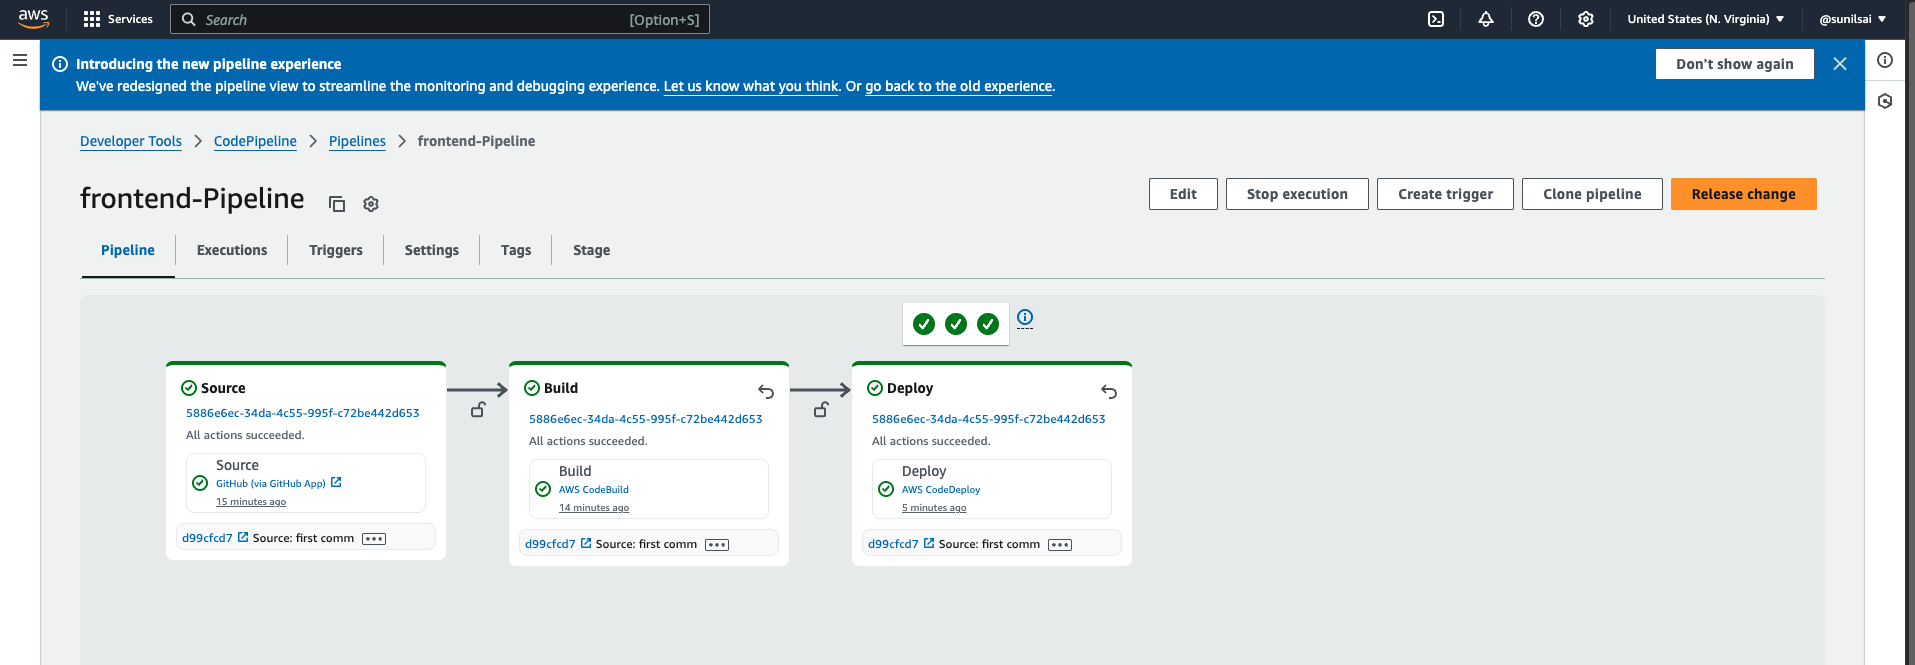 aws
Services
Search [Option+S]
United States (N. Virginia)
@sunilsai
Introducing the new pipeline experience
We've redesigned the pipeline view to streamline the monitoring and debugging experience. Let us know what you think. Or go back to the old experience.
Don't show again
Developer Tools > CodePipeline > Pipelines > frontend-Pipeline
frontend-Pipeline
Edit
Stop execution
Create trigger
Clone pipeline
Release change
Pipeline
Executions
Triggers
Settings
Tags
Stage
Source
5886e6ec-34da-4c55-995f-c72be442d653
All actions succeeded.
Source
GitHub (via GitHub App)
15 minutes ago
d99cfcd7 Source: first comm
Build
5886e6ec-34da-4c55-995f-c72be442d653
All actions succeeded.
Build
AWS CodeBuild
14 minutes ago
d99cfcd7 Source: first comm
Deploy
5886e6ec-34da-4c55-995f-c72be442d653
All actions succeeded.
Deploy
AWS CodeDeploy
5 minutes ago
d99cfcd7 Source: first comm